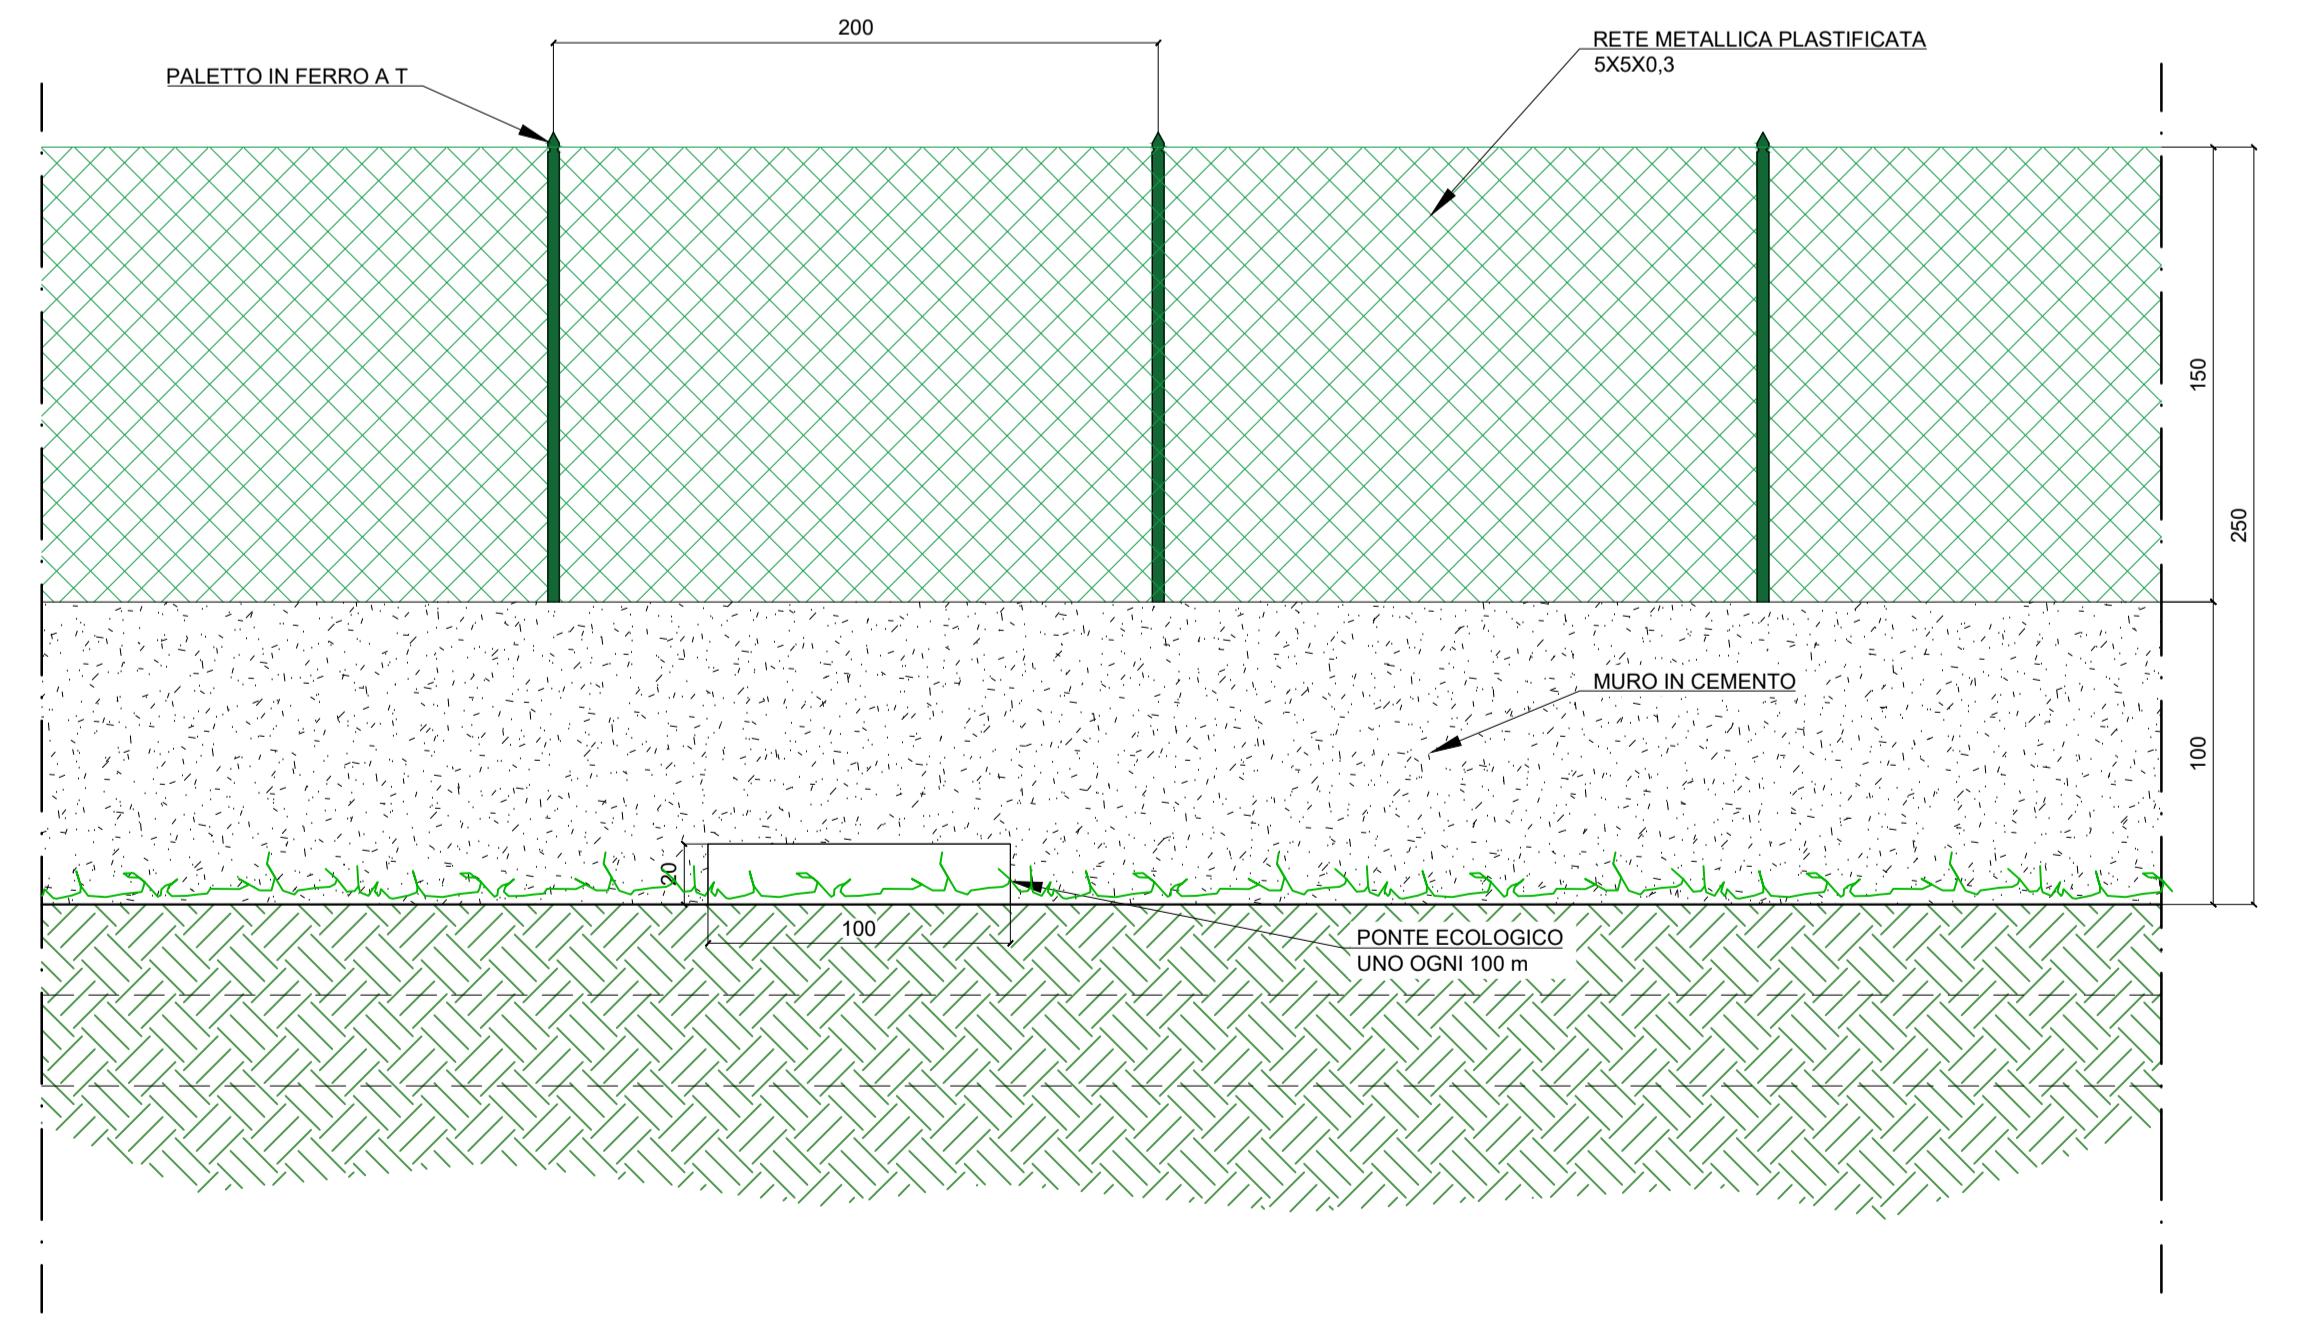 200
RETE METALLICA PLASTIFICATA
5X5X0,3
PALETTO IN FERRO A T
150
250
MURO IN CEMENTO
100
20
100
PONTE ECOLOGICO
UNO OGNI 100 m